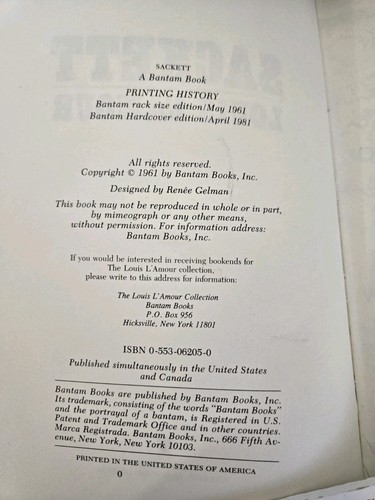 SACKETT
A Bantam Book
PRINTING HISTORY
Bantam rack size edition/May 1961
Bantam Hardcover edition/April 1981
All rights reserved.
Copyright © 1961 by Bantam Books, Inc.
Designed by Renée Gelman
This book may not be reproduced in whole or in part,
by mimeograph or any other means,
without permission. For information address:
Bantam Books, Inc.
If you would be interested in receiving bookends for
The Louis L'Amour collection,
please write to this address for information:
The Louis L'Amour Collection
Bantam Books
P.O. Box 956
Hicksville, New York 11801
ISBN 0-553-06205-0
Published simultaneously in the United States
and Canada
Bantam Books are published by Bantam Books, Inc.
Its trademark, consisting of the words "Bantam Books"
and the portrayal of a bantam, is Registered in U.S.
Patent and Trademark Office and in other countries.
Marca Registrada. Bantam Books, Inc., 666 Fifth Av-
enue, New York, New York 10103.
PRINTED IN THE UNITED STATES OF AMERICA
0